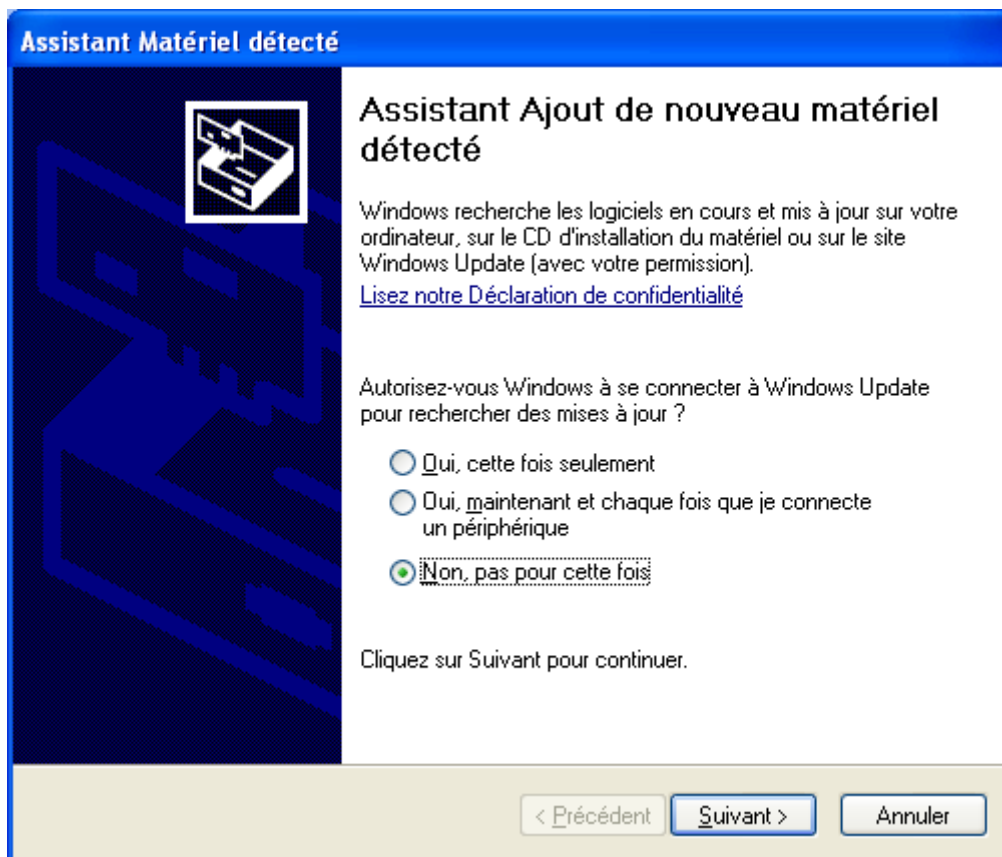 Assistant Matériel détecté
Assistant Ajout de nouveau matériel
détecté
Windows recherche les logiciels en cours et mis à jour sur votre
ordinateur, sur le CD d'installation du matériel ou sur le site
Windows Update (avec votre permission).
Lisez notre Déclaration de confidentialité
Autorisez-vous Windows à se connecter à Windows Update
pour rechercher des mises à jour ?
Oui, cette fois seulement
Oui, maintenant et chaque fois que je connecte
un périphérique
Non, pas pour cette fois
Cliquez sur Suivant pour continuer.
< Précédent
Suivant >
Annuler